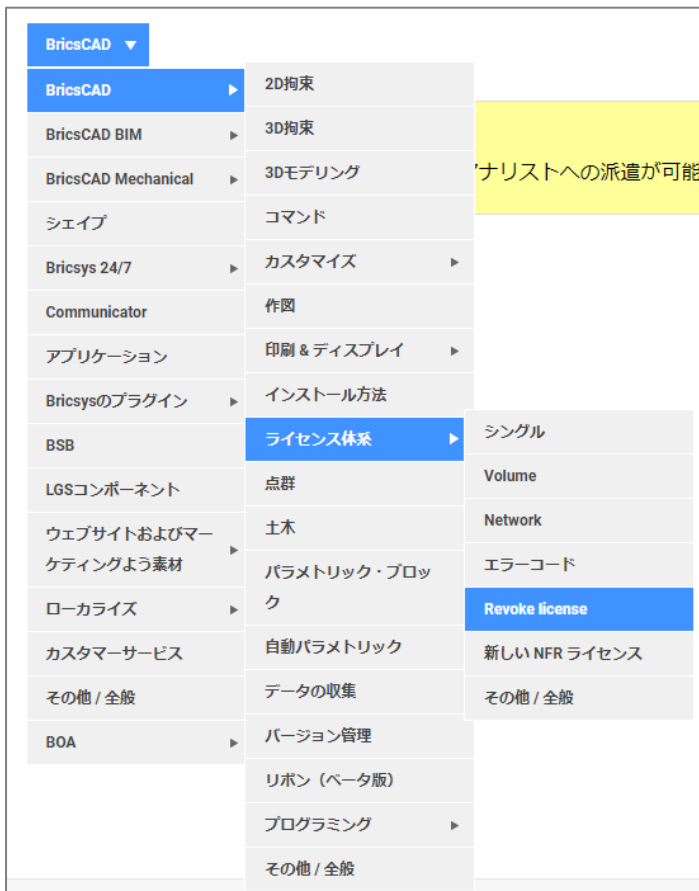 BricsCAD ▼
BricsCAD
BricsCAD BIM
BricsCAD Mechanical
シェイプ
Bricsys 24/7
Communicator
アプリケーション
Bricsysのプラグイン
BSB
LGSコンポーネント
ウェブサイトおよびマー
ケティングよう素材
ローカライズ
カスタマーサービス
その他 / 全般
BOA
2D拘束
3D拘束
3Dモデリング
コマンド
カスタマイズ
作図
印刷 & ディスプレイ
インストール方法
ライセンス体系
点群
土木
パラメトリック・ブロッ
ク
自動パラメトリック
データの収集
バージョン管理
リボン（ベータ版）
プログラミング
その他 / 全般
シングル
Volume
Network
エラーコード
Revoke license
新しい NFR ライセンス
その他 / 全般
ナリストへの派遣が可能